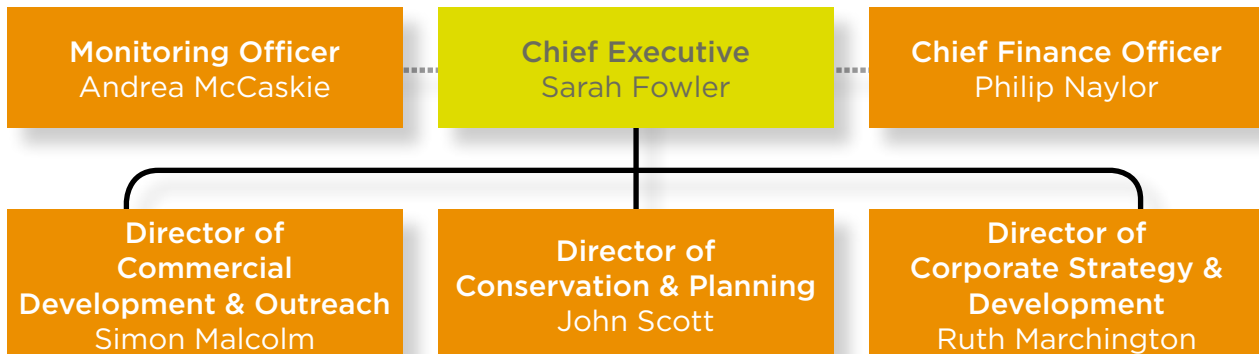 Monitoring Officer
Andrea McCaskie
Chief Executive
Sarah Fowler
Chief Finance Officer
Philip Naylor
Director of
Commercial
Development & Outreach
Simon Malcolm
Director of
Conservation & Planning
John Scott
Director of
Corporate Strategy &
Development
Ruth Marchington